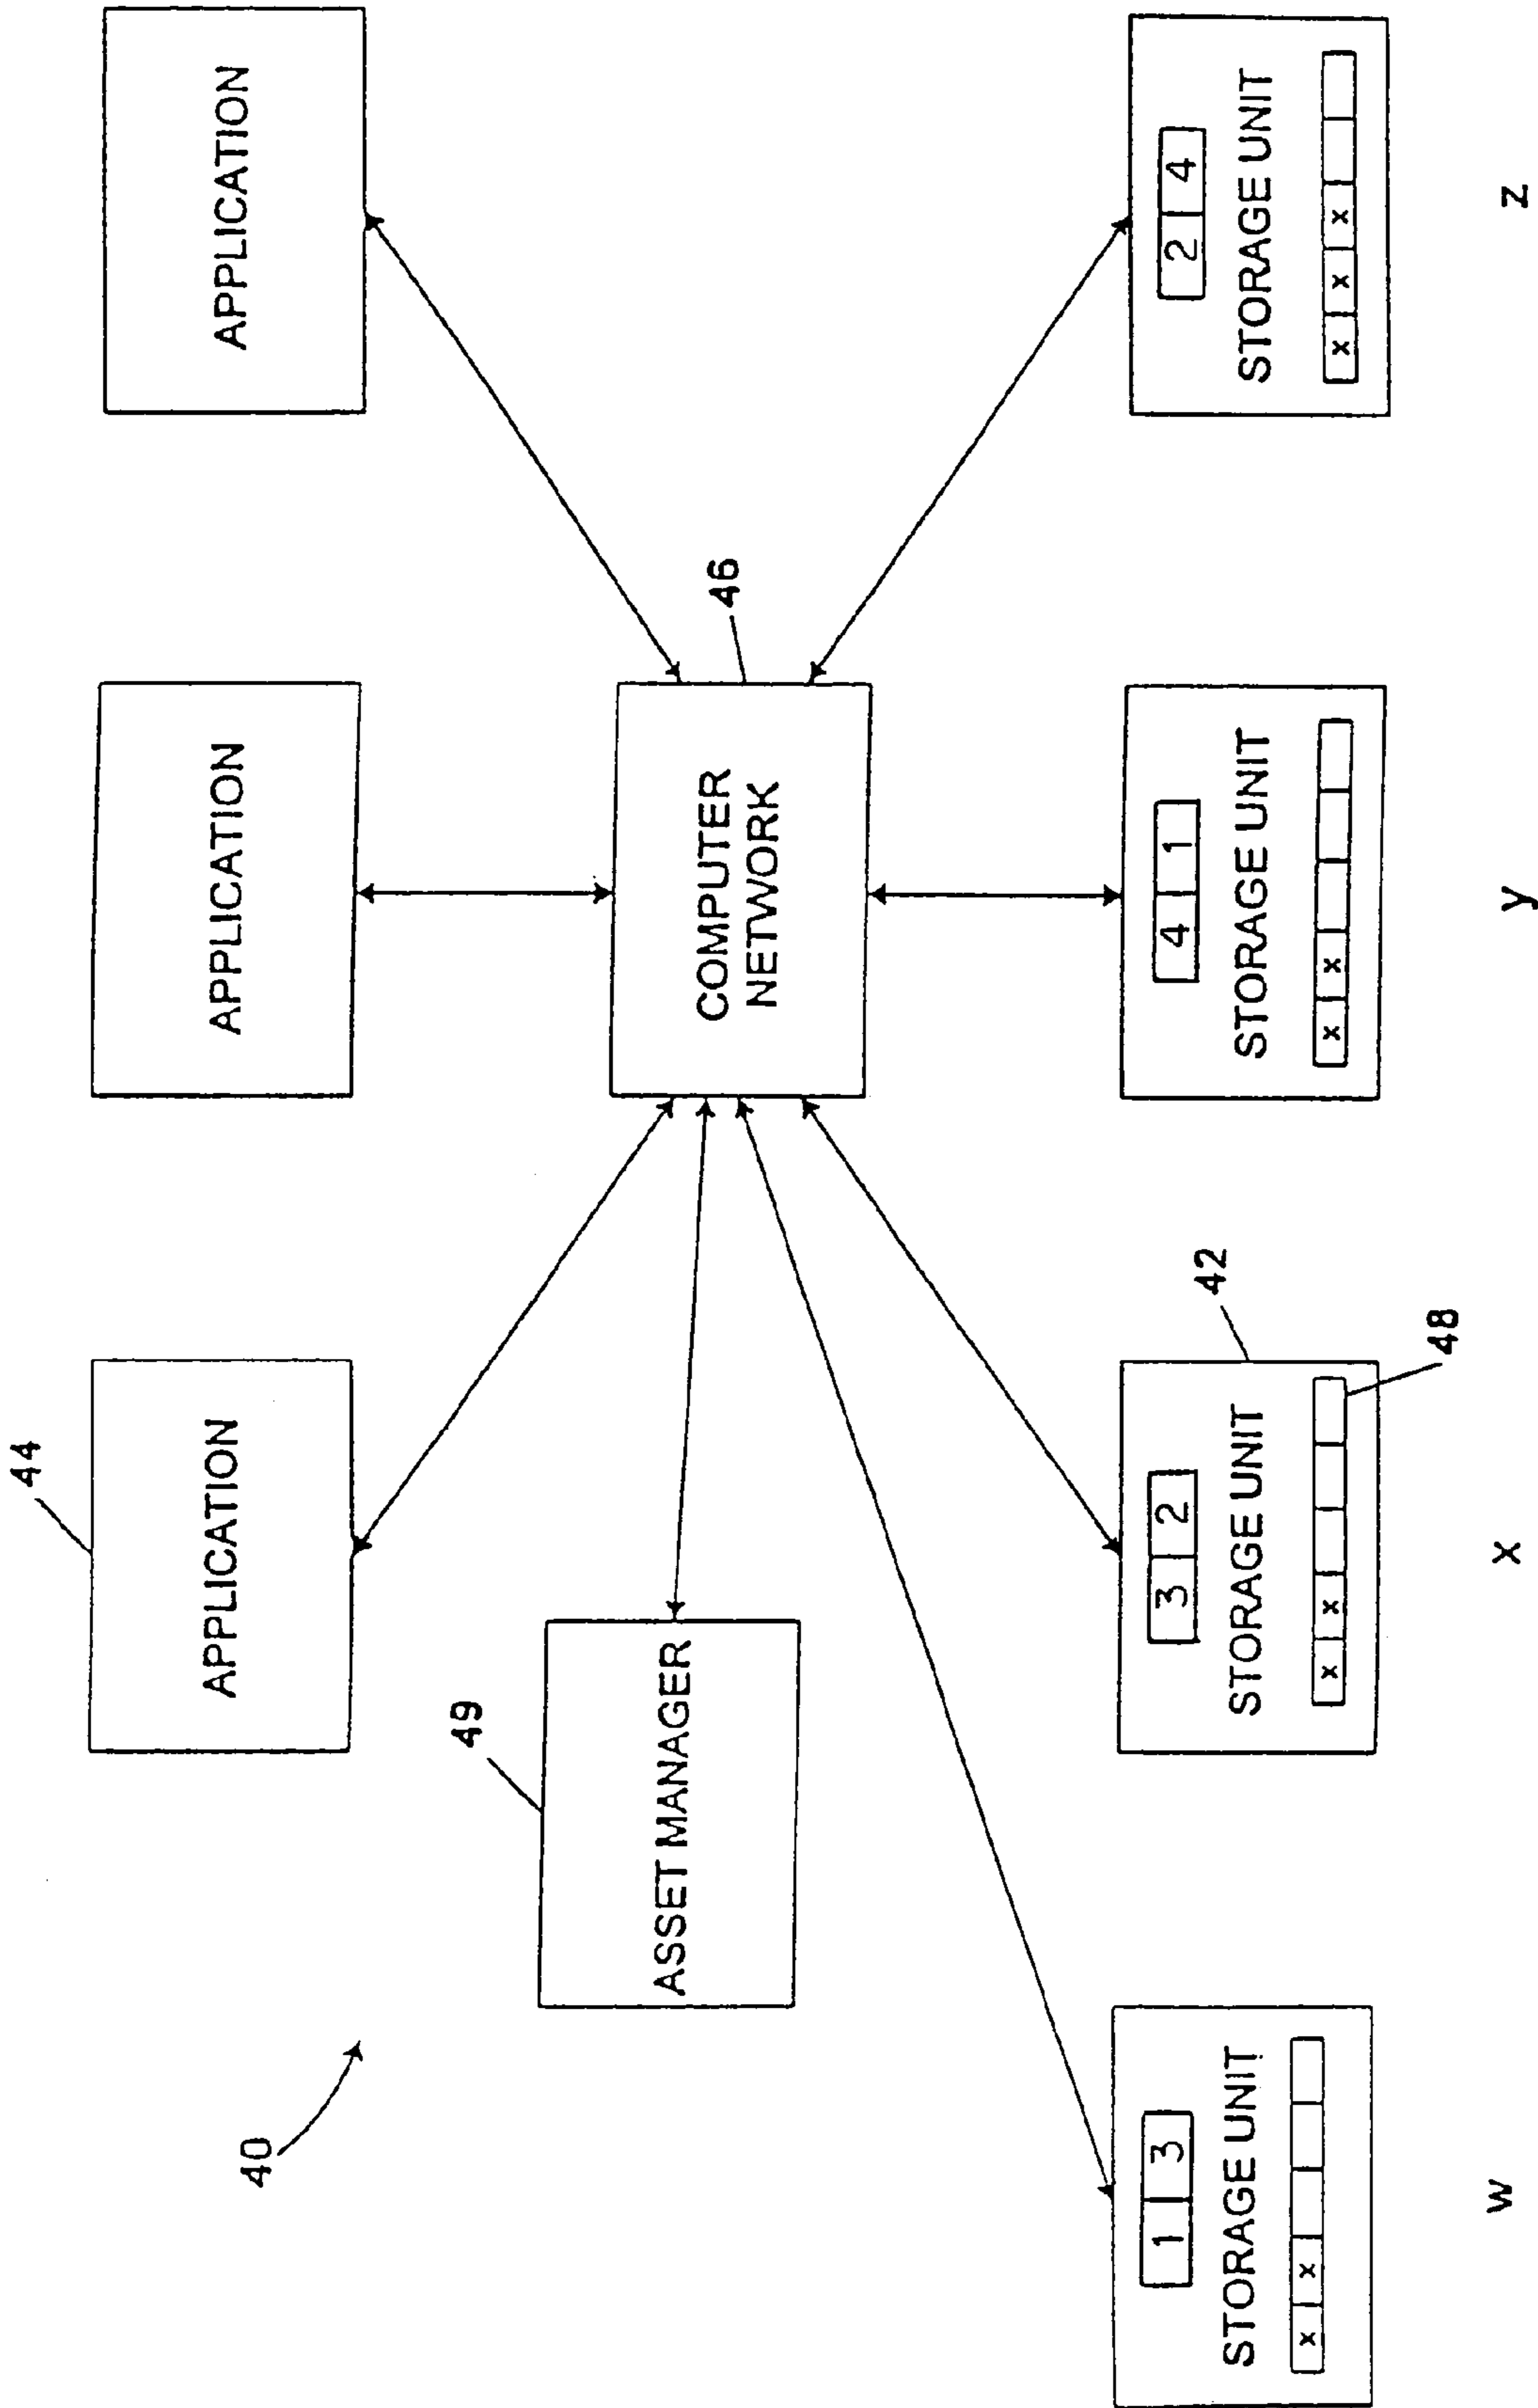 44
APPLICATION
APPLICATION
APPLICATION
40
49
ASSET MANAGER
COMPUTER
NETWORK
46
1 3
STORAGE UNIT
x x
w
3 2
STORAGE UNIT
x x
42
48
x
4 1
STORAGE UNIT
x x
y
2 4
STORAGE UNIT
x x x
z